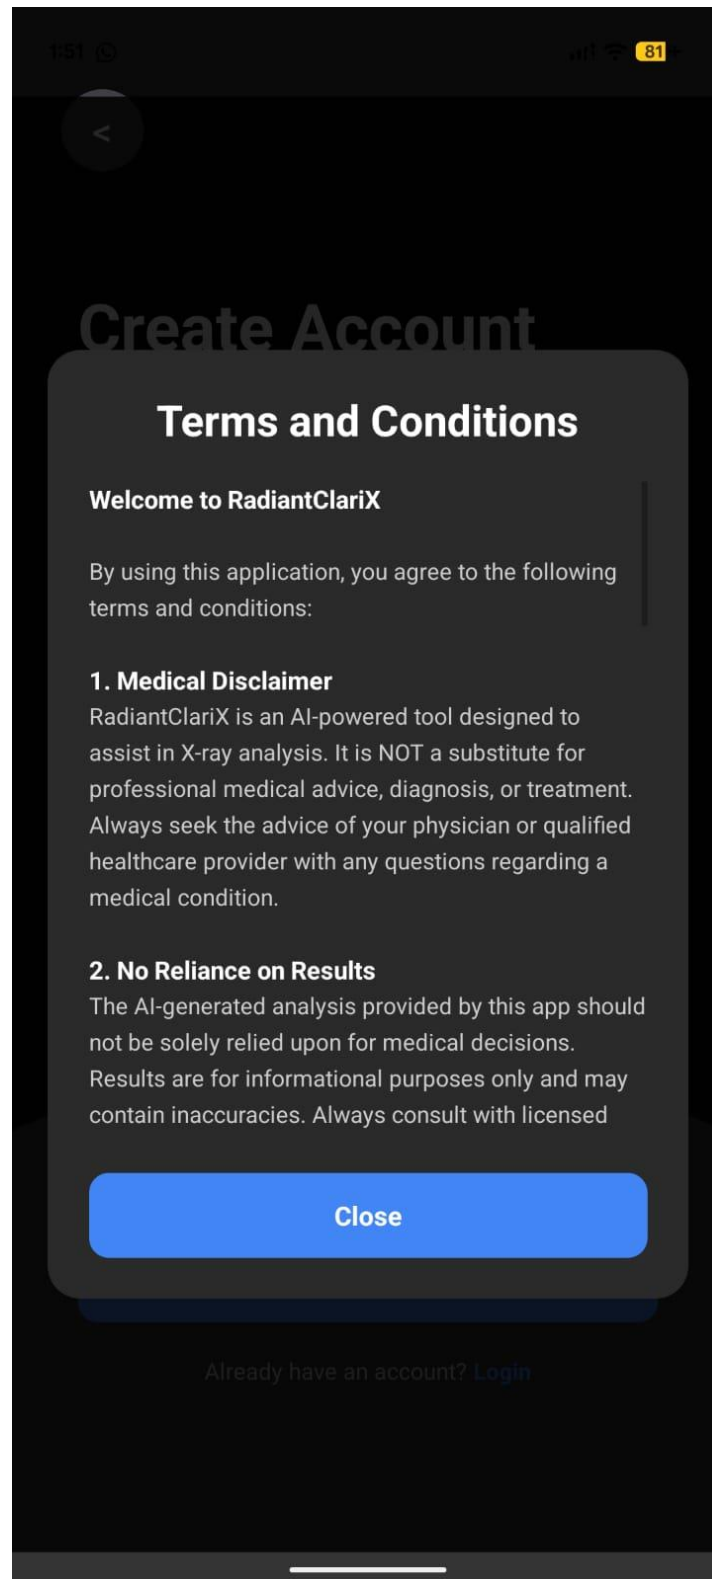 1:51
81
<
Create Account
Terms and Conditions
Welcome to RadiantClariX
By using this application, you agree to the following
terms and conditions:
1. Medical Disclaimer
RadiantClariX is an AI-powered tool designed to
assist in X-ray analysis. It is NOT a substitute for
professional medical advice, diagnosis, or treatment.
Always seek the advice of your physician or qualified
healthcare provider with any questions regarding a
medical condition.
2. No Reliance on Results
The AI-generated analysis provided by this app should
not be solely relied upon for medical decisions.
Results are for informational purposes only and may
contain inaccuracies. Always consult with licensed
Close
Already have an account? Login